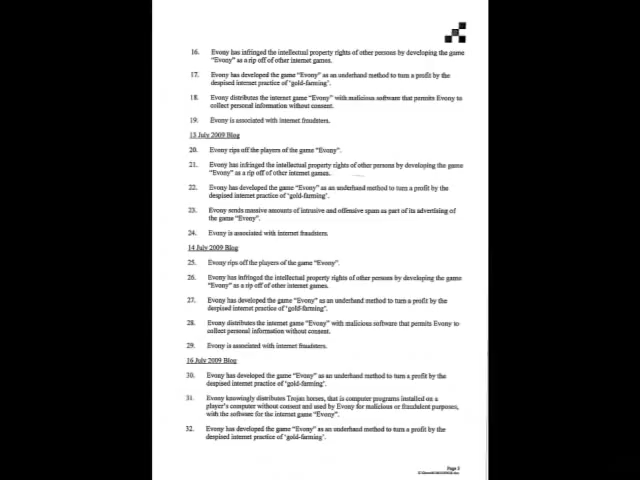 16. Evony has infringed the intellectual property rights of other persons by developing the game
"Evony" as a rip off of other internet games.
17. Evony has developed the game "Evony" as an underhand method to turn a profit by the
despised internet practice of 'gold-farming'.
18. Evony distributes the internet game "Evony" with malicious software that permits Evony to
collect personal information without consent.
19. Evony is associated with internet fraudsters.
13 July 2009 Blog
20. Evony rips off the players of the game "Evony".
21. Evony has infringed the intellectual property rights of other persons by developing the game
"Evony" as a rip off of other internet games.
22. Evony has developed the game "Evony" as an underhand method to turn a profit by the
despised internet practice of 'gold-farming'.
23. Evony sends massive amounts of intrusive and offensive spam as part of its advertising of
the game "Evony".
24. Evony is associated with internet fraudsters.
14 July 2009 Blog
25. Evony rips off the players of the game "Evony".
26. Evony has infringed the intellectual property rights of other persons by developing the game
"Evony" as a rip off of other internet games.
27. Evony has developed the game "Evony" as an underhand method to turn a profit by the
despised internet practice of 'gold-farming'.
28. Evony distributes the internet game "Evony" with malicious software that permits Evony to
collect personal information without consent.
29. Evony is associated with internet fraudsters.
16 July 2009 Blog
30. Evony has developed the game "Evony" as an underhand method to turn a profit by the
despised internet practice of 'gold-farming'.
31. Evony knowingly distributes Trojan horses, that is computer programs installed on a
player's computer without consent and used by Evony for malicious or fraudulent purposes,
with the software for the internet game "Evony".
32. Evony has developed the game "Evony" as an underhand method to turn a profit by the
despised internet practice of 'gold-farming'.
Page